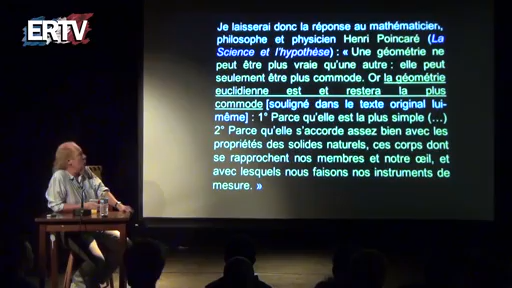 ERTV
Je laisserai donc la réponse au mathématicien,
philosophe et physicien Henri Poincaré (La
Science et l'hypothèse) : « Une géométrie ne
peut être plus vraie qu'une autre ; elle peut
seulement être plus commode. Or la géométrie
euclidienne est et restera la plus
commode [souligné dans le texte original lui-
même] : 1° Parce qu'elle est la plus simple (...)
2° Parce qu'elle s'accorde assez bien avec les
propriétés des solides naturels, ces corps dont
se rapprochent nos membres et notre œil, et
avec lesquels nous faisons nos instruments de
mesure. »